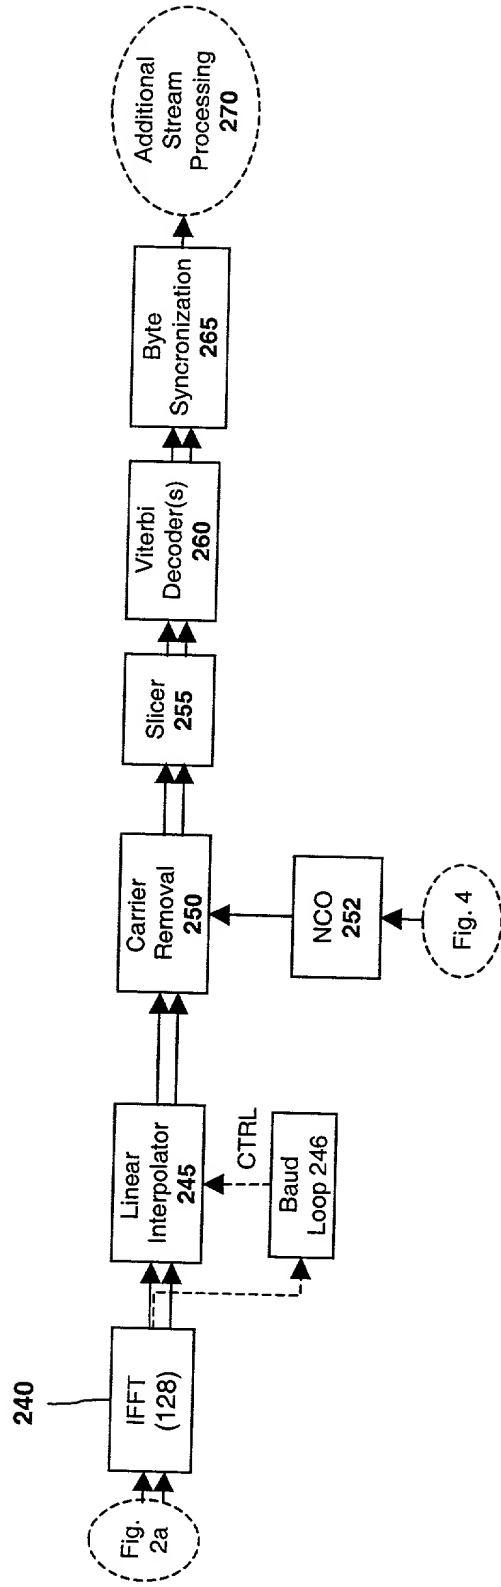 Fig.
2a
240
IFFT
(128)
Linear
Interpolator
245
CTRL
Baud
Loop 246
Carrier
Removal
250
NCO
252
Fig. 4
Slicer
255
Viterbi
Decoder(s)
260
Byte
Syncronization
265
Additional
Stream
Processing
270